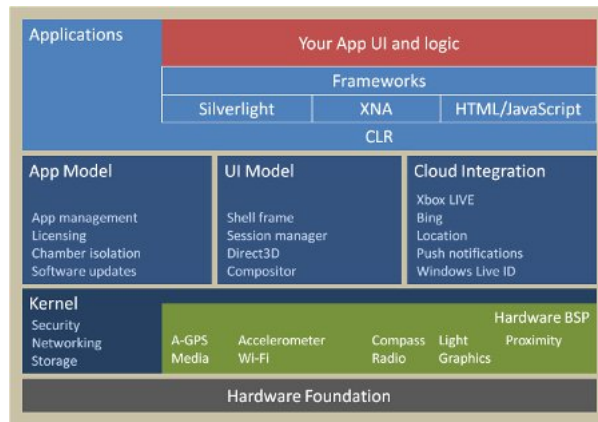 Applications
Your App UI and logic
Frameworks
Silverlight XNA HTML/JavaScript
CLR
App Model
App management
Licensing
Chamber isolation
Software updates
UI Model
Shell frame
Session manager
Direct3D
Compositor
Cloud Integration
Xbox LIVE
Bing
Location
Push notifications
Windows Live ID
Kernel
Security
Networking
Storage
Hardware BSP
A-GPS Accelerometer Compass Light Proximity
Media Wi-Fi Radio Graphics
Hardware Foundation